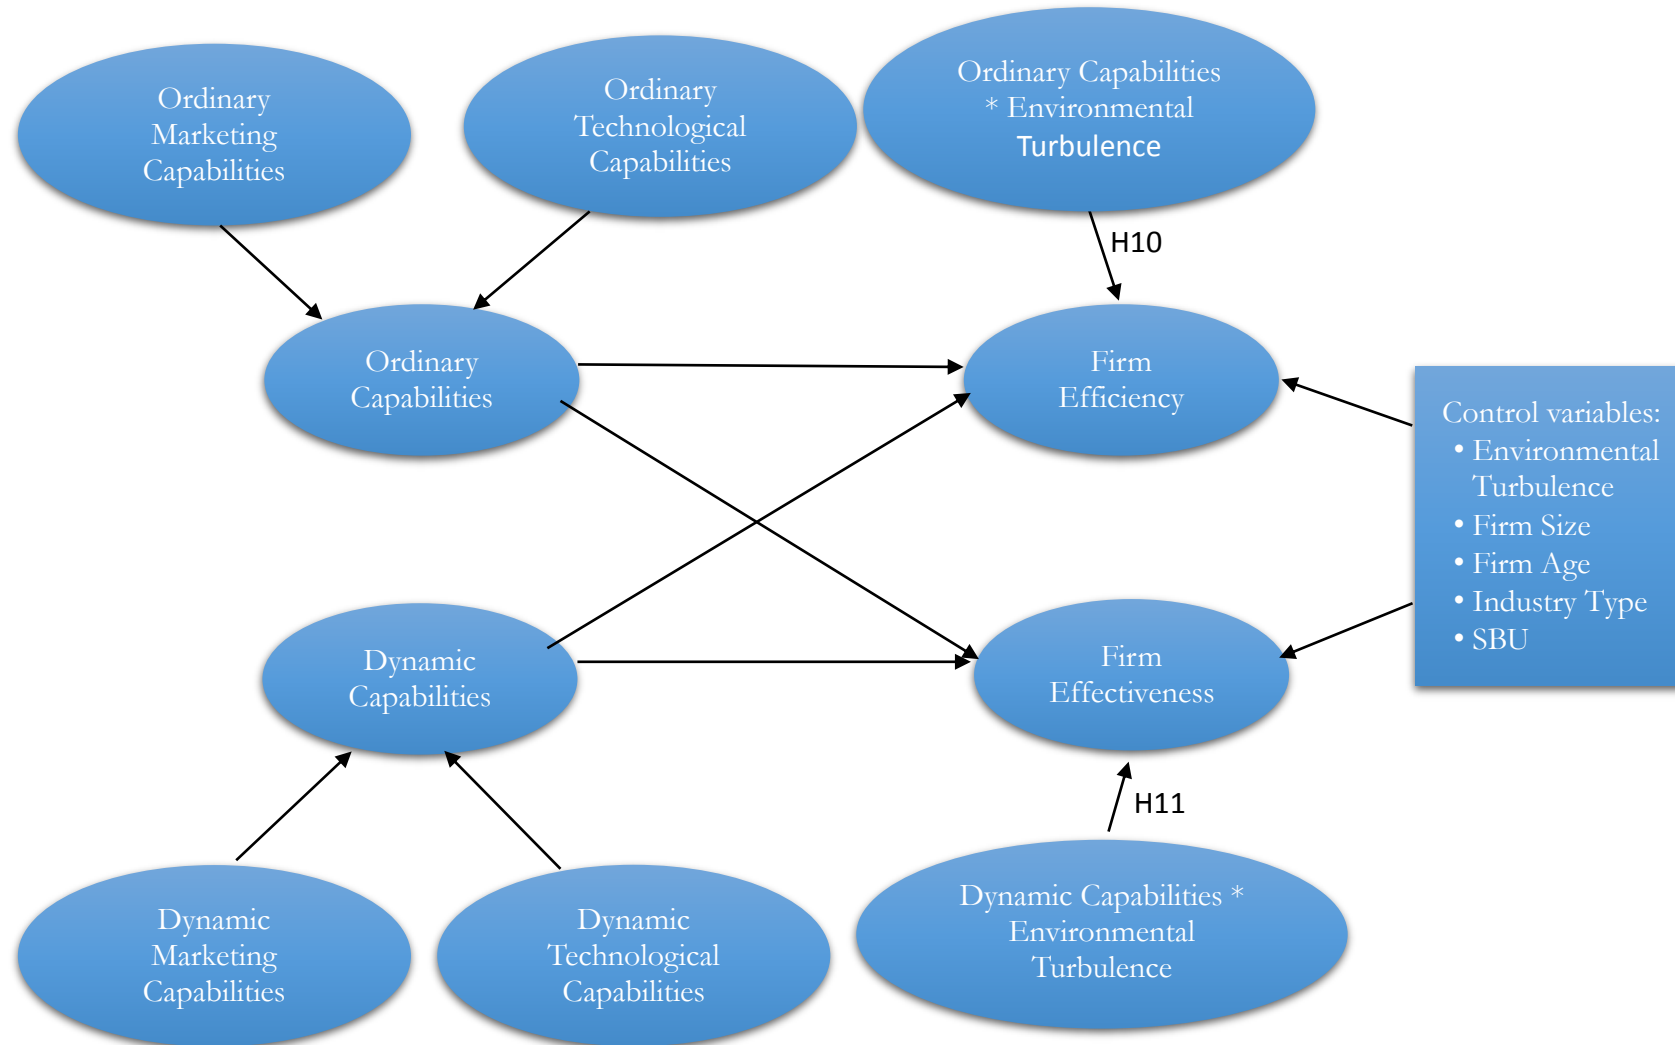 Ordinary
Marketing
Capabilities
Ordinary
Technological
Capabilities
Ordinary Capabilities
* Environmental
Turbulence
H10
Ordinary
Capabilities
Firm
Efficiency
Control variables:
• Environmental
Turbulence
• Firm Size
• Firm Age
• Industry Type
• SBU
Dynamic
Capabilities
Firm
Effectiveness
H11
Dynamic
Marketing
Capabilities
Dynamic
Technological
Capabilities
Dynamic Capabilities *
Environmental
Turbulence